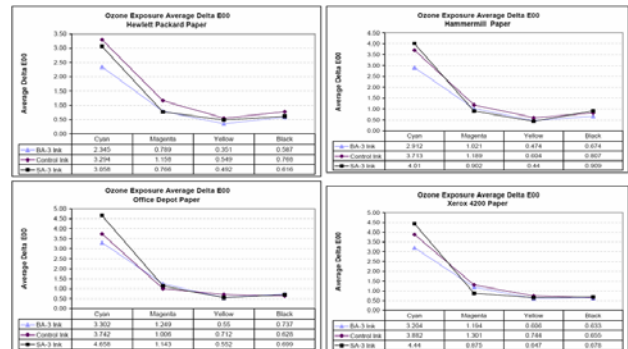 Ozone Exposure Average Delta E00
Hewlett Packard Paper
Average Delta E00
3.50
3.00
2.50
2.00
1.50
1.00
0.50
0.00
Cyan Magenta Yellow Black
BA-3 Ink 2.345 0.789 0.351 0.587
Control Ink 3.294 1.158 0.549 0.768
SA-3 Ink 3.058 0.766 0.492 0.616
Ozone Exposure Average Delta E00
Hammermill Paper
Average Delta E00
4.50
4.00
3.50
3.00
2.50
2.00
1.50
1.00
0.50
0.00
Cyan Magenta Yellow Black
BA-3 Ink 2.912 1.021 0.474 0.674
Control Ink 3.713 1.189 0.604 0.807
SA-3 Ink 4.01 0.902 0.44 0.909
Ozone Exposure Average Delta E00
Office Depot Paper
Average Delta E00
5.00
4.50
4.00
3.50
3.00
2.50
2.00
1.50
1.00
0.50
0.00
Cyan Magenta Yellow Black
BA-3 Ink 3.302 1.249 0.55 0.737
Control Ink 3.742 1.006 0.712 0.628
SA-3 Ink 4.658 1.143 0.552 0.699
Ozone Exposure Average Delta E00
Xerox 4200 Paper
Average Delta E00
5.00
4.50
4.00
3.50
3.00
2.50
2.00
1.50
1.00
0.50
0.00
Cyan Magenta Yellow Black
BA-3 Ink 3.204 1.194 0.606 0.633
Control Ink 3.882 1.301 0.744 0.655
SA-3 Ink 4.44 0.875 0.647 0.678